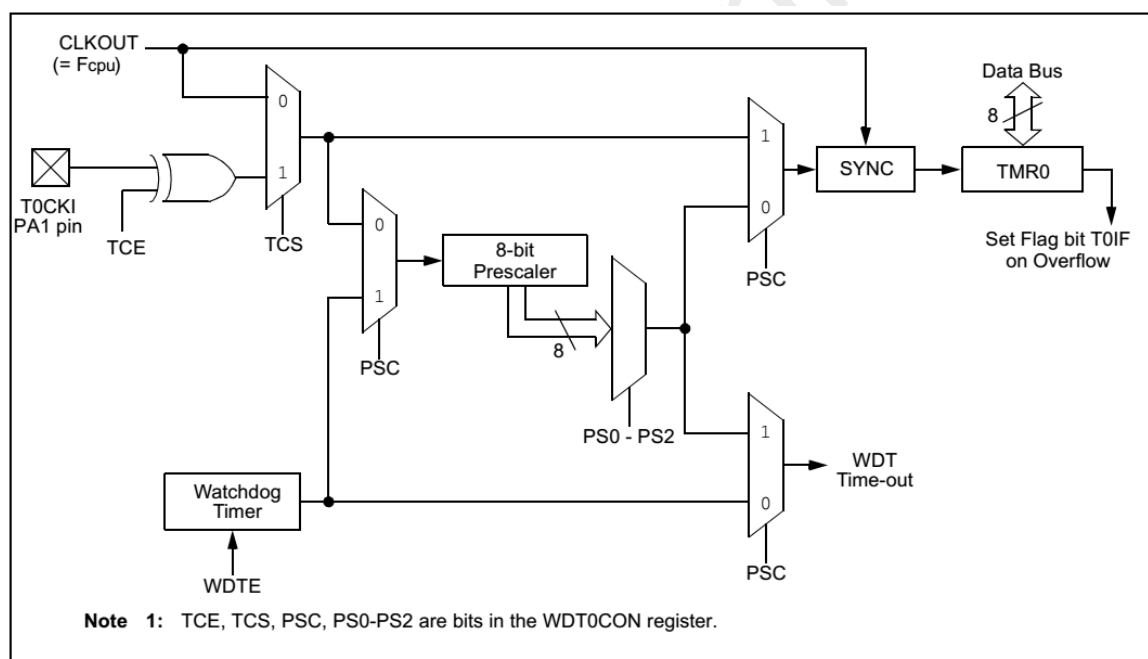 CLKOUT
(= Fcpu)
Data Bus
0
8
1
1
SYNC
TMR0
T0CKI
PA1 pin
TCE
TCS
0
8-bit
Prescaler
0
PSC
Set Flag bit T0IF
on Overflow
1
8
PSC
PS0 - PS2
1
WDT
Time-out
Watchdog
Timer
0
WDTE
PSC
Note 1: TCE, TCS, PSC, PS0-PS2 are bits in the WDT0CON register.